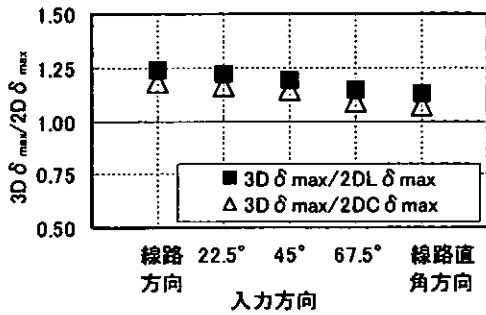 3D δ max/2D δ max
1.50
1.25
1.00
0.75
0.50
■ 3D δ max/2DL δ max
△ 3D δ max/2DC δ max
線路 22.5° 45° 67.5° 線路直
方向 角方向
入力方向